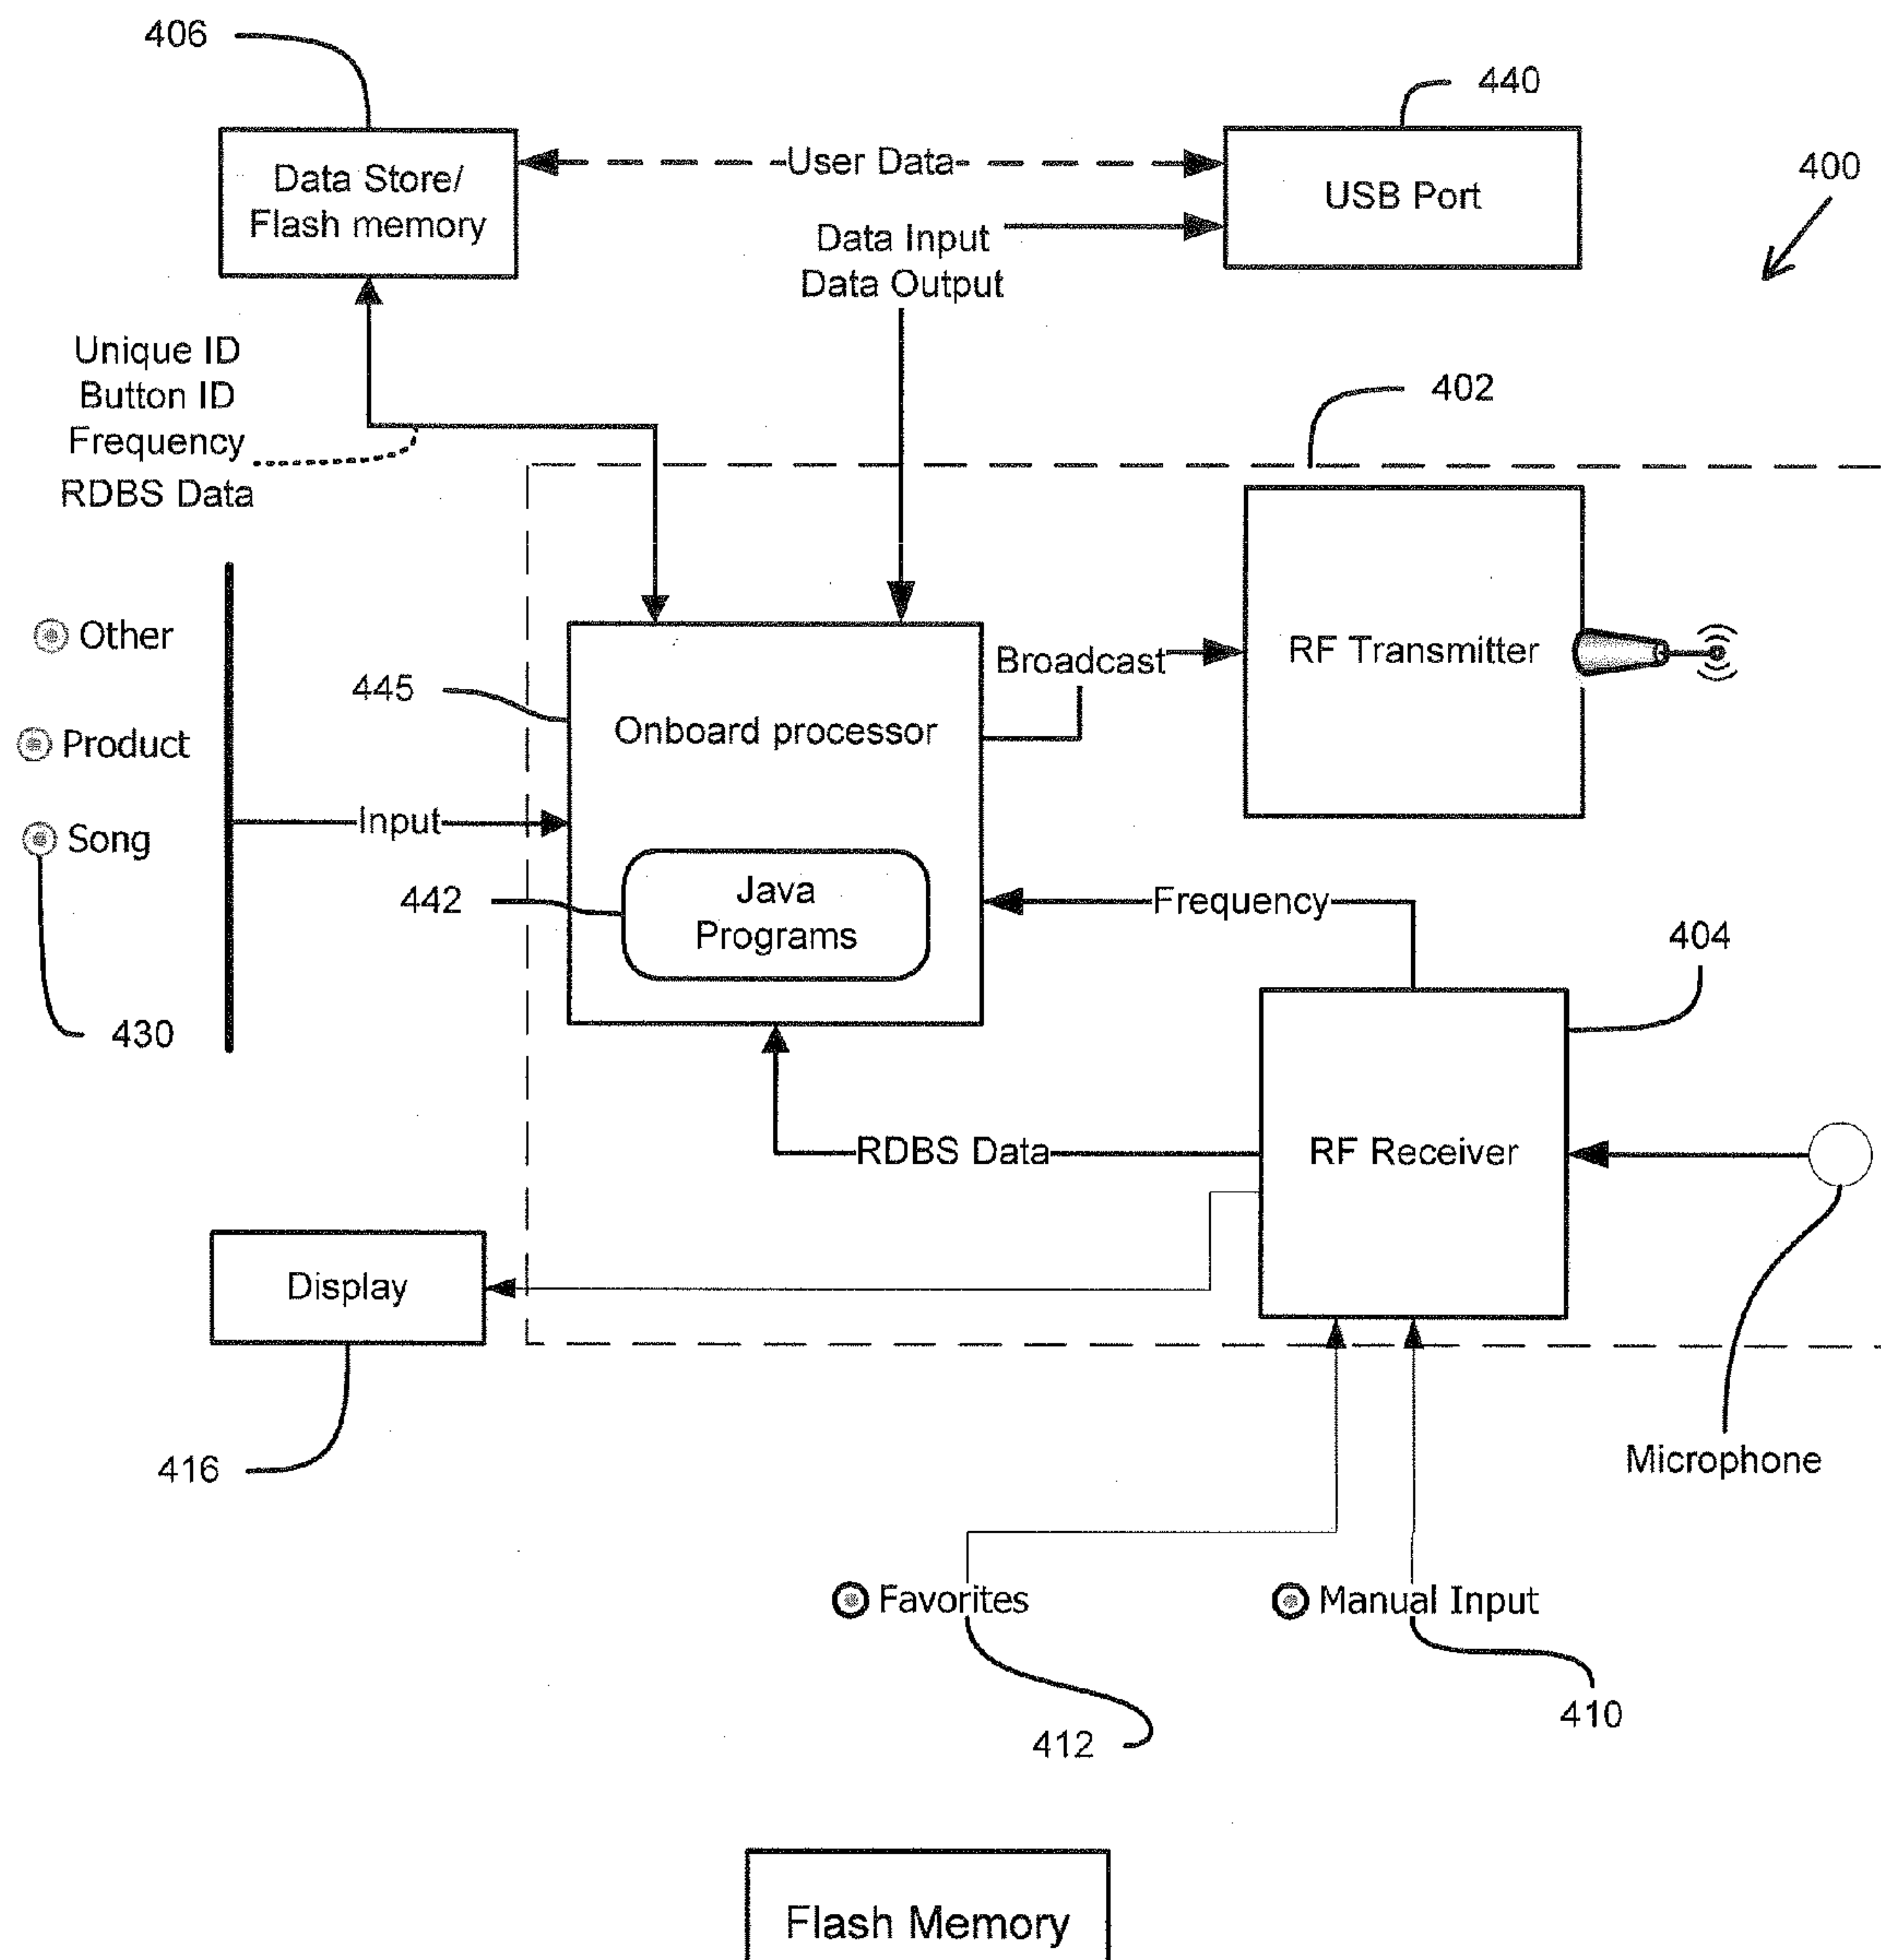 406
440
400
Data Store/
Flash memory
User Data
USB Port
Data Input
Data Output
Unique ID
Button ID
Frequency
RDBS Data
402
Other
Product
Song
430
445
Input
Onboard processor
442
Java
Programs
Broadcast
RF Transmitter
Frequency
404
RDBS Data
RF Receiver
Display
416
Microphone
Favorites
Manual Input
412
410
Flash Memory